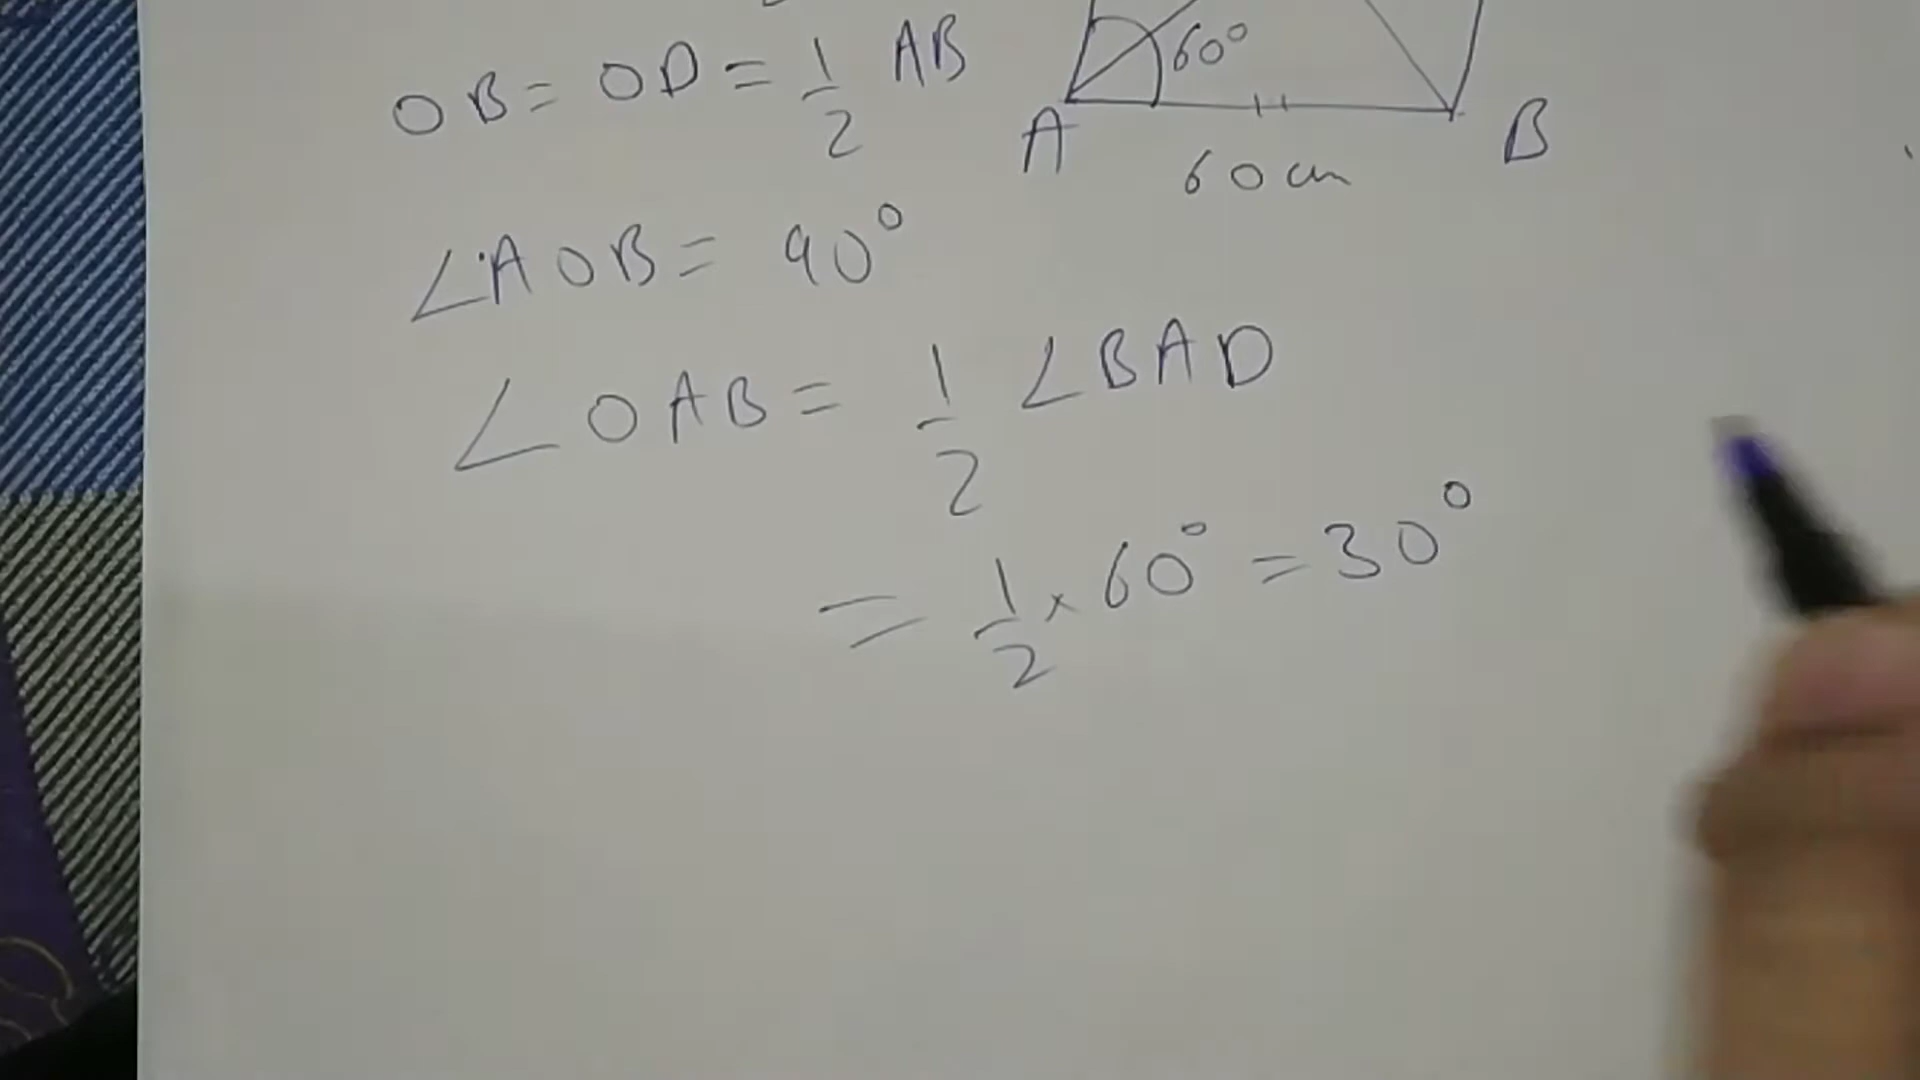 OB = OD = 1/2 AB
60°
A
B
60 cm
∠AOB = 90°
∠OAB = 1/2 ∠BAD
= 1/2 × 60° = 30°